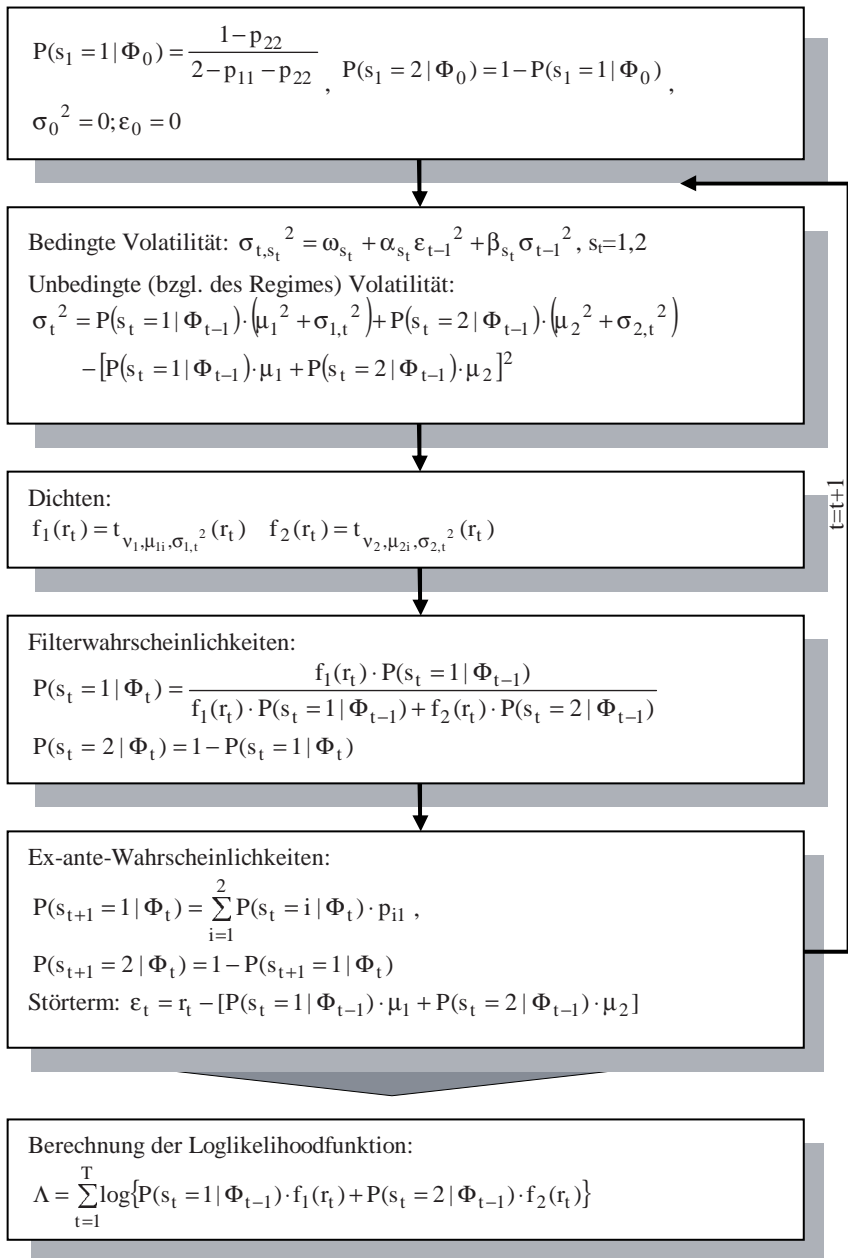 P(s₁ = 1 | Φ₀) = (1 − p₂₂) / (2 − p₁₁ − p₂₂) , P(s₁ = 2 | Φ₀) = 1 − P(s₁ = 1 | Φ₀) ,
σ₀² = 0; ε₀ = 0
Bedingte Volatilität: σ_{t,s_t}² = ω_{s_t} + α_{s_t} ε_{t−1}² + β_{s_t} σ_{t−1}² , s_t=1,2
Unbedingte (bzgl. des Regimes) Volatilität:
σ_t² = P(s_t = 1 | Φ_{t−1}) · (μ₁² + σ_{1,t}²) + P(s_t = 2 | Φ_{t−1}) · (μ₂² + σ_{2,t}²)
− [P(s_t = 1 | Φ_{t−1}) · μ₁ + P(s_t = 2 | Φ_{t−1}) · μ₂]²
Dichten:
f₁(r_t) = t_{ν₁,μ_{1i},σ_{1,t}²}(r_t) f₂(r_t) = t_{ν₂,μ_{2i},σ_{2,t}²}(r_t)
t=t+1
Filterwahrscheinlichkeiten:
P(s_t = 1 | Φ_t) = (f₁(r_t) · P(s_t = 1 | Φ_{t−1})) / (f₁(r_t) · P(s_t = 1 | Φ_{t−1}) + f₂(r_t) · P(s_t = 2 | Φ_{t−1}))
P(s_t = 2 | Φ_t) = 1 − P(s_t = 1 | Φ_t)
Ex-ante-Wahrscheinlichkeiten:
P(s_{t+1} = 1 | Φ_t) = ∑_{i=1}^{2} P(s_t = i | Φ_t) · p_{i1} ,
P(s_{t+1} = 2 | Φ_t) = 1 − P(s_{t+1} = 1 | Φ_t)
Störterm: ε_t = r_t − [P(s_t = 1 | Φ_{t−1}) · μ₁ + P(s_t = 2 | Φ_{t−1}) · μ₂]
Berechnung der Loglikelihoodfunktion:
Λ = ∑_{t=1}^{T} log{P(s_t = 1 | Φ_{t−1}) · f₁(r_t) + P(s_t = 2 | Φ_{t−1}) · f₂(r_t)}